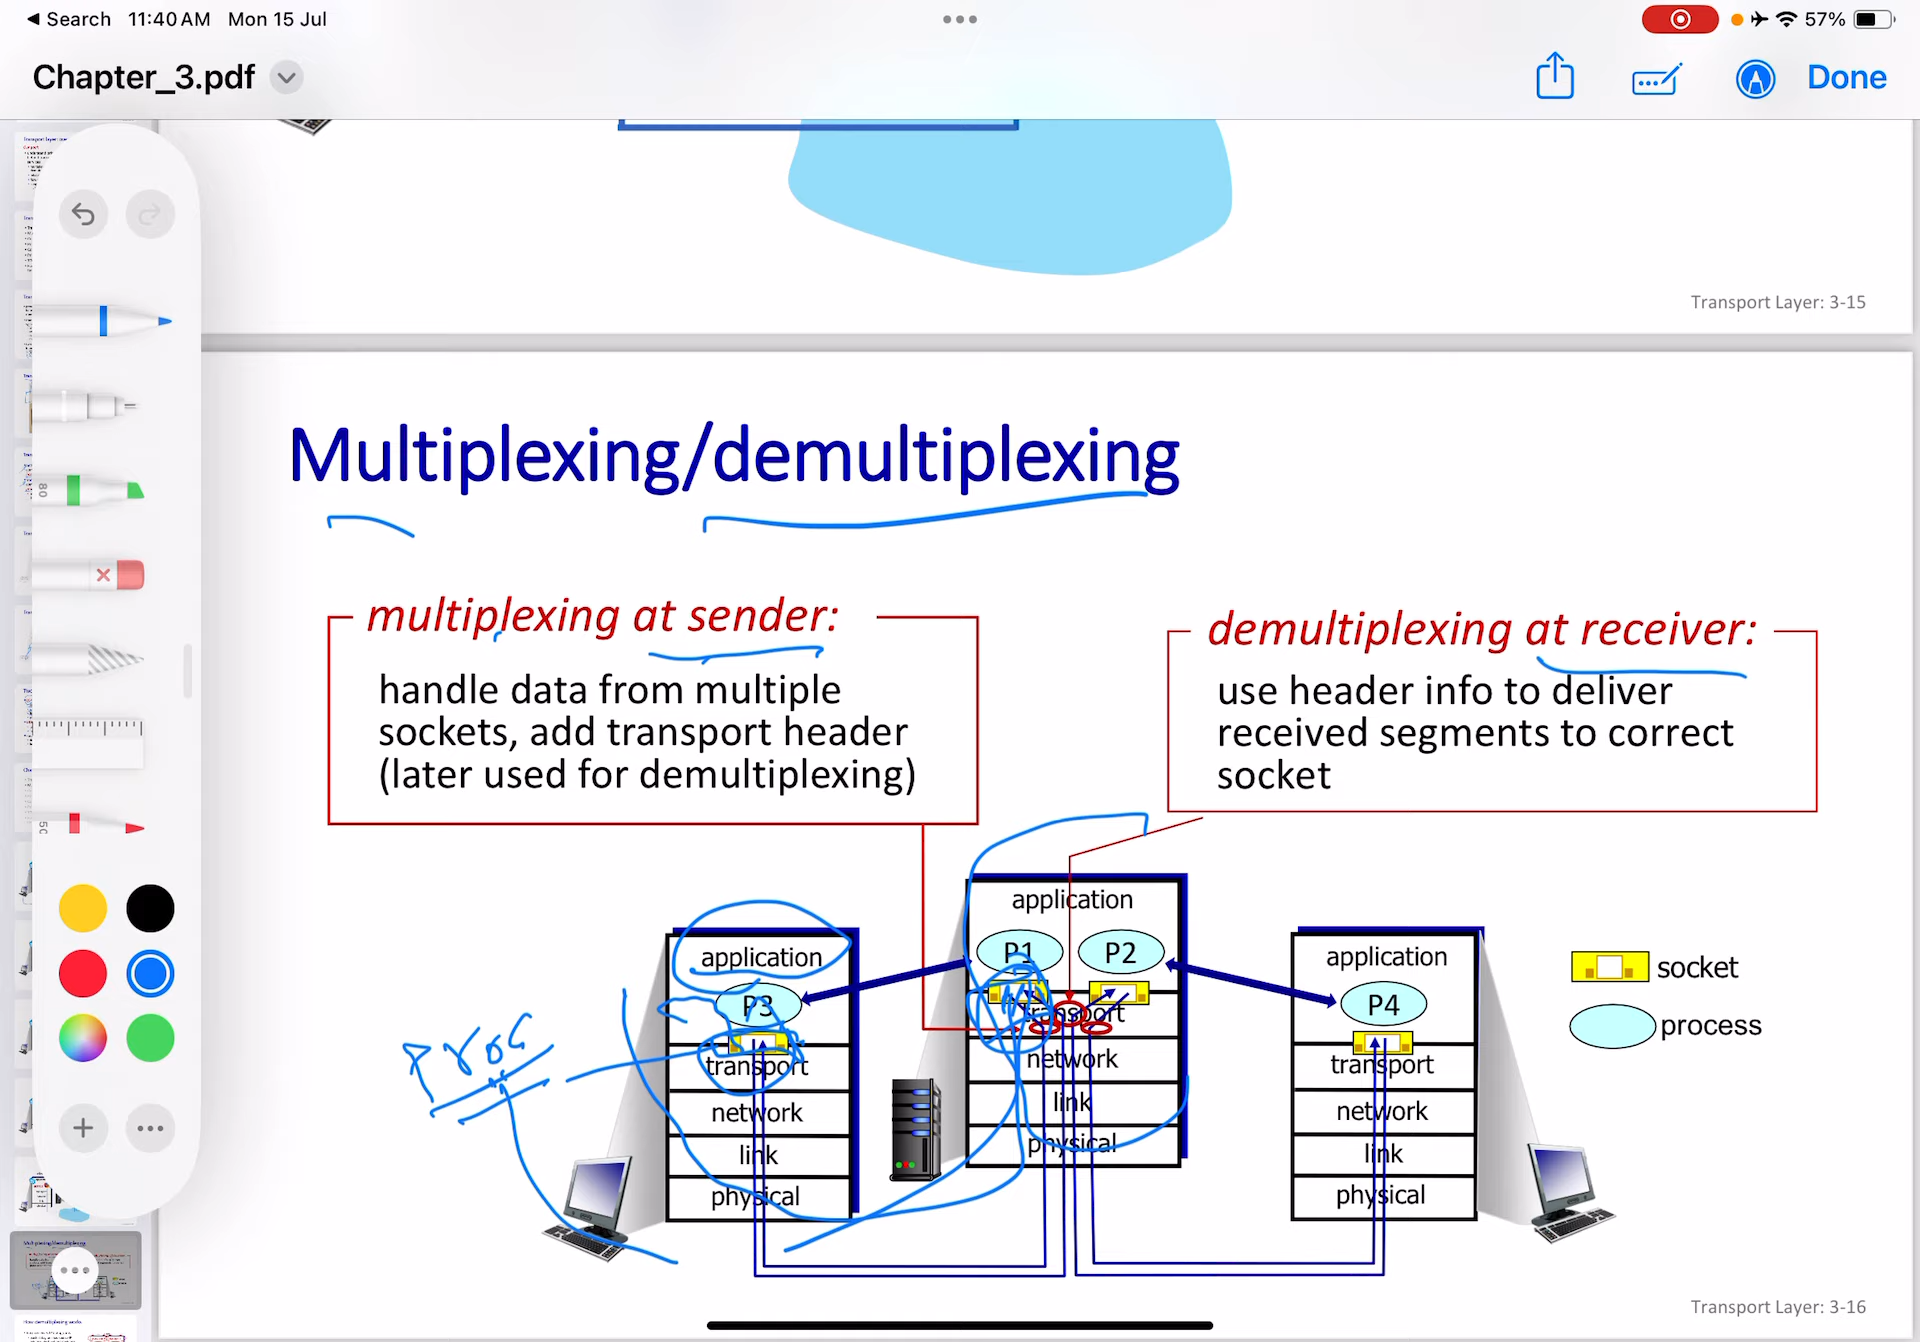 Search 11:40 AM Mon 15 Jul
57%
Chapter_3.pdf
Done
Transport Layer: 3-15
Multiplexing/demultiplexing
multiplexing at sender:
handle data from multiple
sockets, add transport header
(later used for demultiplexing)
demultiplexing at receiver:
use header info to deliver
received segments to correct
socket
application
P1
P2
transport
network
link
physical
application
P3
transport
network
link
physical
application
P4
transport
network
link
physical
socket
process
proc
80
Transport Layer: 3-16